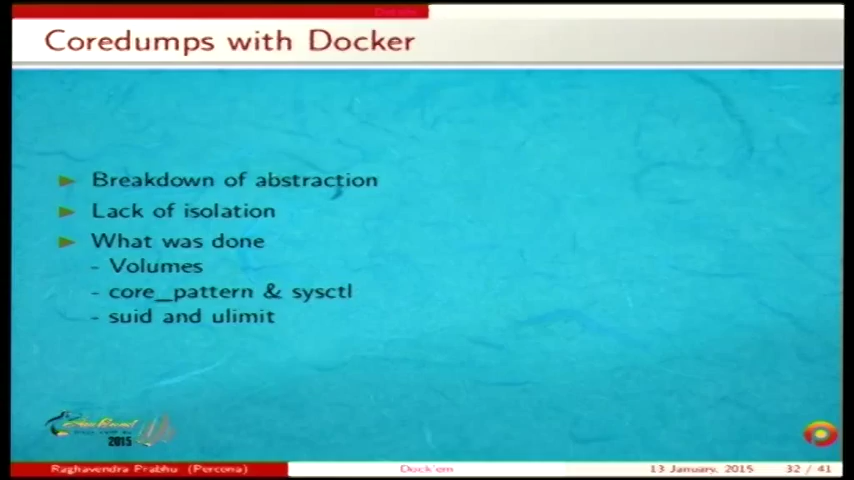 Coredumps with Docker
Breakdown of abstraction
Lack of isolation
What was done
- Volumes
- core_pattern & sysctl
- suid and ulimit
2015
Raghavendra Prabhu (Percona) Dock'em 13 January, 2015 32 / 41